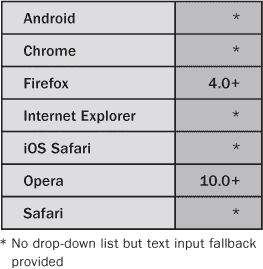 Android *
Chrome *
Firefox 4.0+
Internet Explorer *
iOS Safari *
Opera 10.0+
Safari *
* No drop-down list but text input fallback
provided